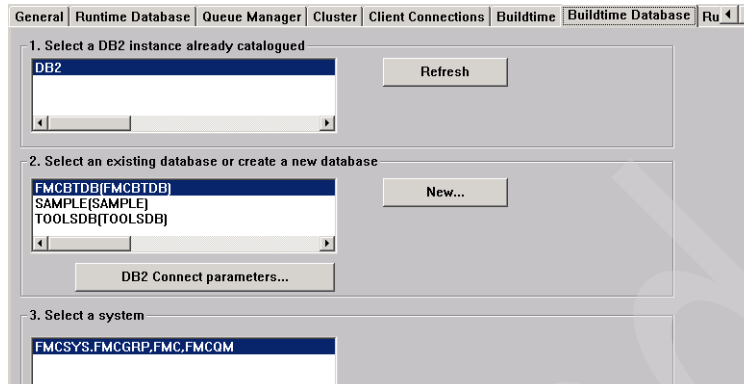 General Runtime Database Queue Manager Cluster Client Connections Buildtime Buildtime Database Ru
1. Select a DB2 instance already catalogued
DB2
Refresh
2. Select an existing database or create a new database
FMCBTDB(FMCBTDB)
New...
SAMPLE(SAMPLE)
TOOLSDB(TOOLSDB)
DB2 Connect parameters...
3. Select a system
FMCSYS.FMCGRP,FMC,FMCQM